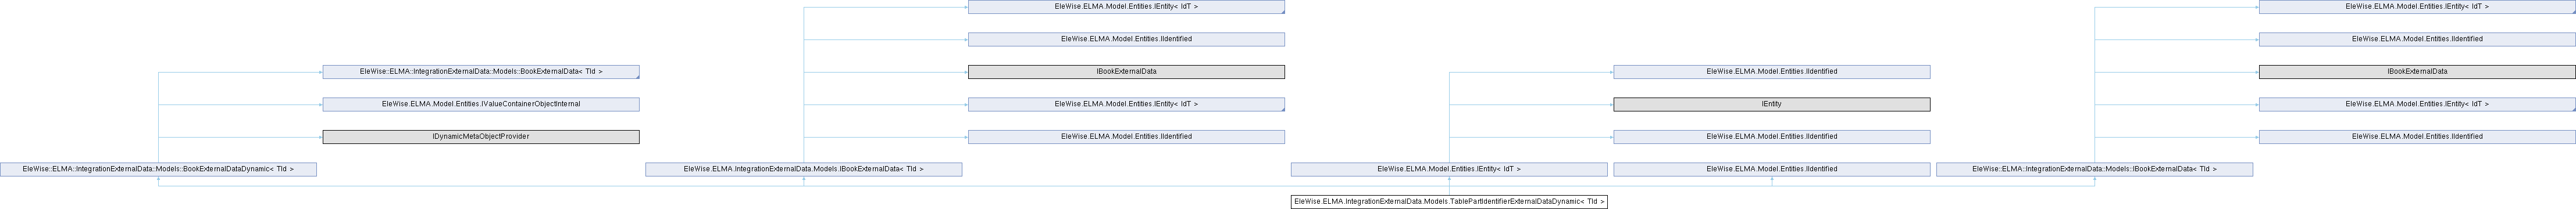 EleWise.ELMA.Model.Entities.IEntity< IdT >
EleWise.ELMA.Model.Entities.IEntity< IdT >
EleWise.ELMA.Model.Entities.IIdentified
EleWise.ELMA.Model.Entities.IIdentified
EleWise::ELMA::IntegrationExternalData::Models::BookExternalData< TId >
IBookExternalData
EleWise.ELMA.Model.Entities.IIdentified
IBookExternalData
EleWise.ELMA.Model.Entities.IValueContainerObjectInternal
EleWise.ELMA.Model.Entities.IEntity< IdT >
IEntity
EleWise.ELMA.Model.Entities.IEntity< IdT >
IDynamicMetaObjectProvider
EleWise.ELMA.Model.Entities.IIdentified
EleWise.ELMA.Model.Entities.IIdentified
EleWise.ELMA.Model.Entities.IIdentified
EleWise::ELMA::IntegrationExternalData::Models::BookExternalDataDynamic< TId >
EleWise.ELMA.IntegrationExternalData.Models.IBookExternalData< TId >
EleWise.ELMA.Model.Entities.IEntity< IdT >
EleWise.ELMA.Model.Entities.IIdentified
EleWise::ELMA::IntegrationExternalData::Models::IBookExternalData< TId >
EleWise.ELMA.IntegrationExternalData.Models.TablePartIdentifierExternalDataDynamic< TId >